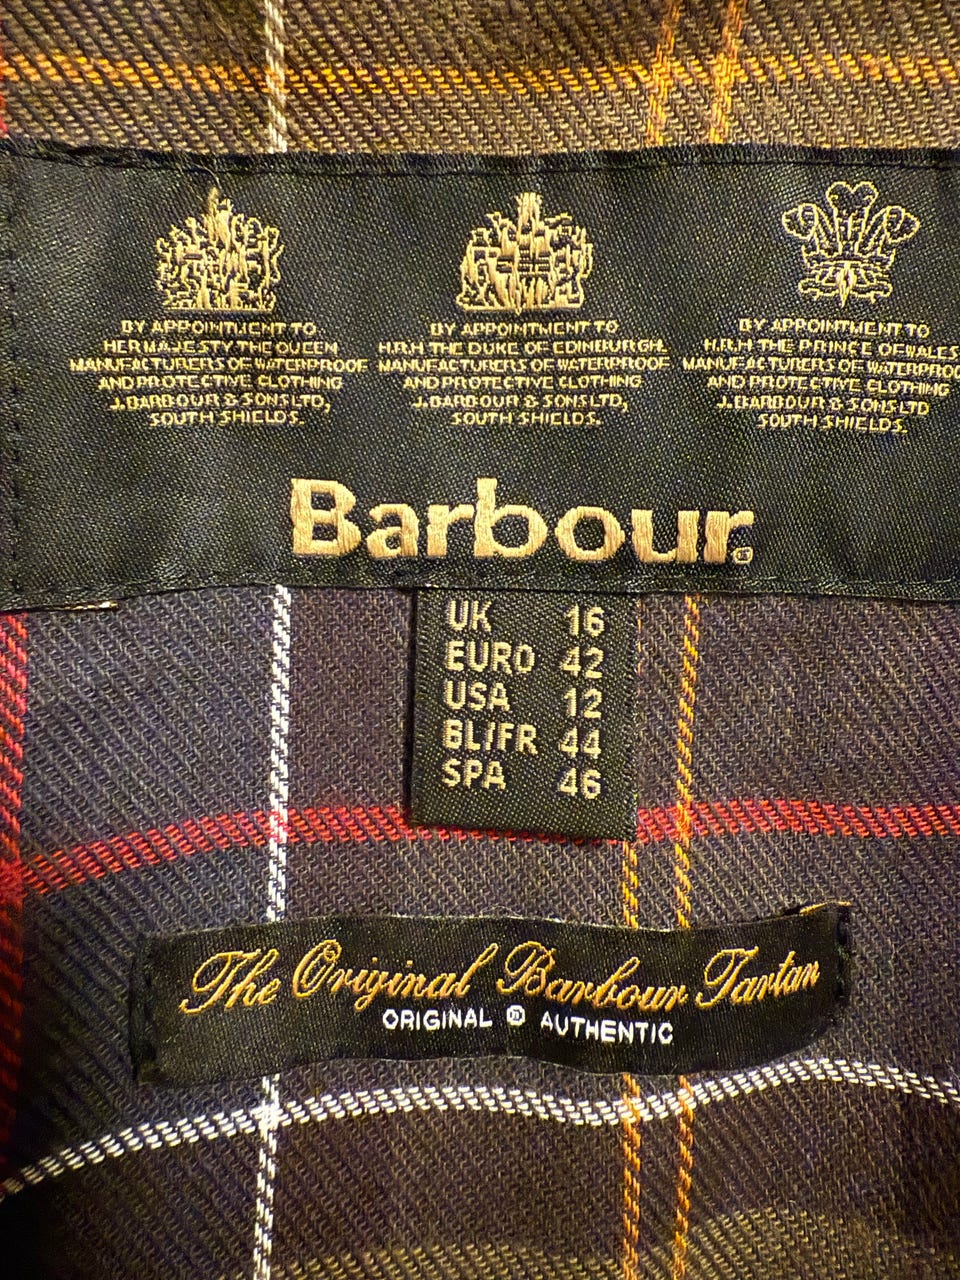 BY APPOINTMENT TO
HER MAJESTY THE QUEEN
MANUFACTURERS OF WATERPROOF
AND PROTECTIVE CLOTHING
J.BARBOUR & SONS LTD,
SOUTH SHIELDS.
BY APPOINTMENT TO
H.R.H THE DUKE OF EDINBURGH.
MANUFACTURERS OF WATERPROOF
AND PROTECTIVE CLOTHING
J.BARBOUR & SONS LTD,
SOUTH SHIELDS.
BY APPOINTMENT TO
H.R.H THE PRINCE OF WALES
MANUFACTURERS OF WATERPROO
AND PROTECTIVE CLOTHING
J.BARBOUR & SONS LTD
SOUTH SHIELDS.
Barbour®
UK 16
EURO 42
USA 12
BL/FR 44
SPA 46
The Original Barbour Tartan
ORIGINAL ® AUTHENTIC